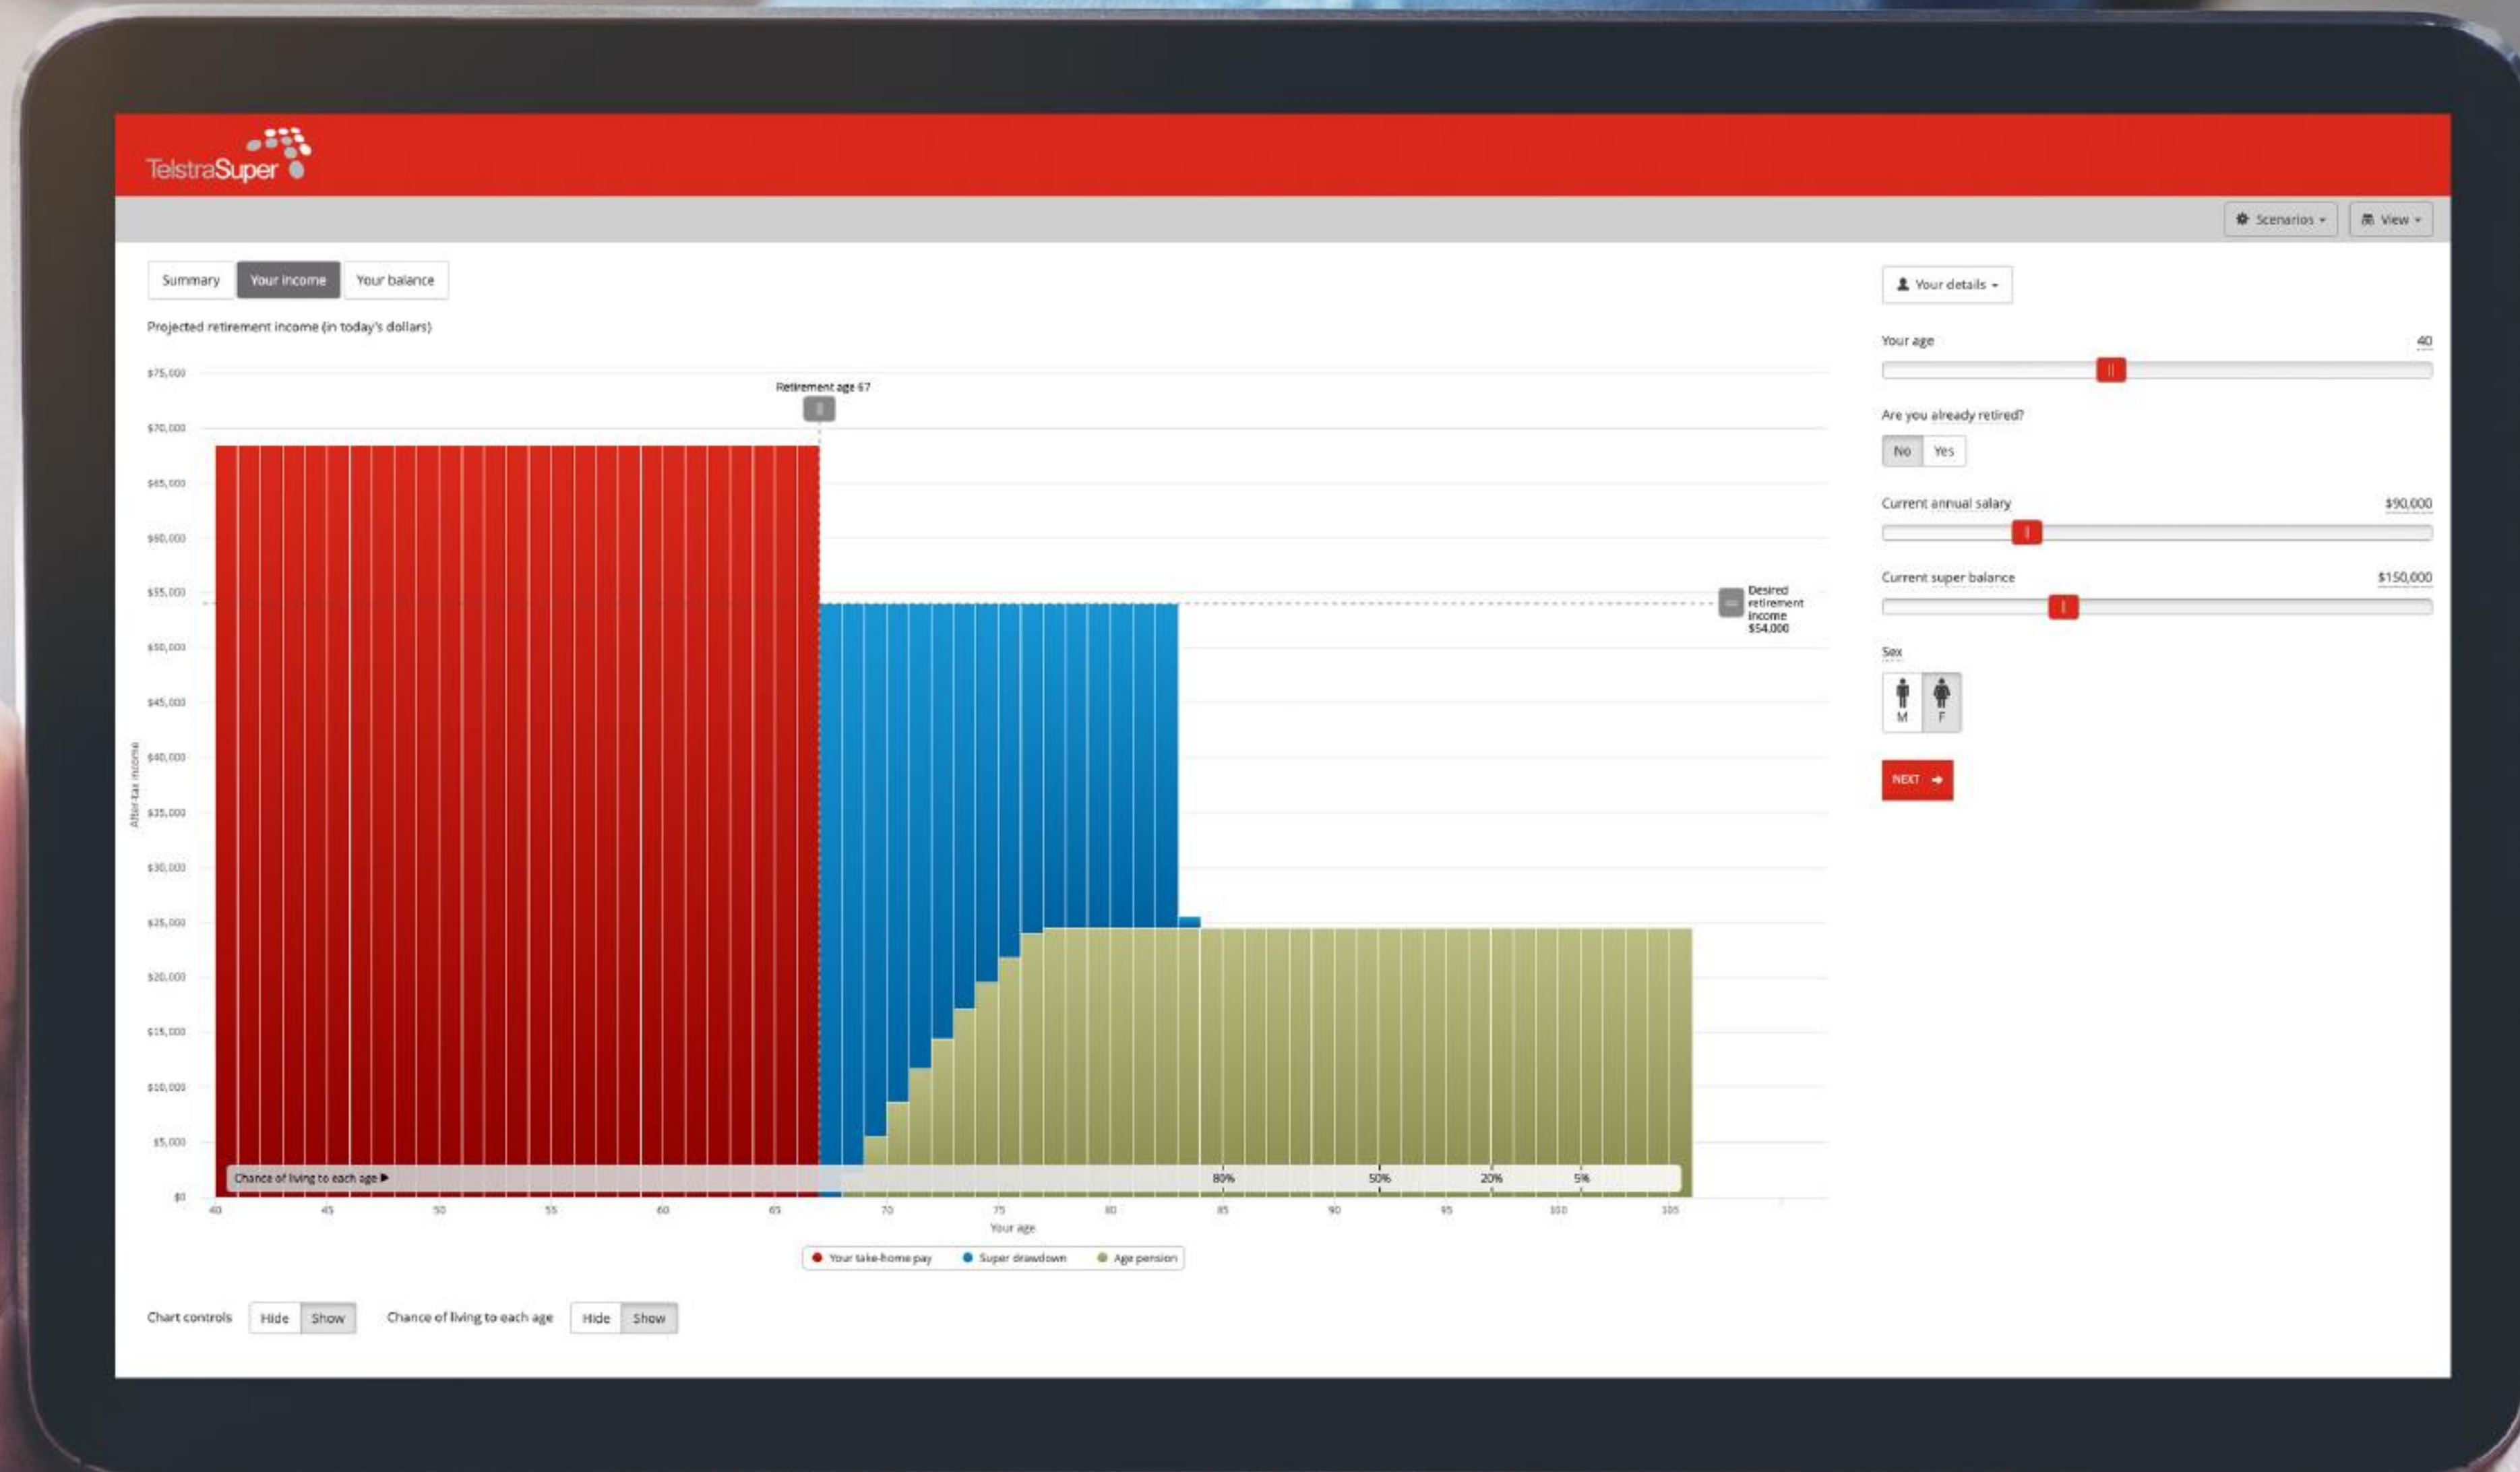 TelstraSuper
Scenarios
View
Summary
Your income
Your balance
Projected retirement income (in today's dollars)
$75,000
$70,000
$65,000
$60,000
$55,000
$50,000
$45,000
$40,000
$35,000
$30,000
$25,000
$20,000
$15,000
$10,000
$5,000
$0
After-tax income
Retirement age 67
Desired
retirement
income
$54,000
Chance of living to each age
80%
50%
20%
5%
40
45
50
55
60
65
70
75
80
85
90
95
100
105
Your age
Your take-home pay
Super drawdown
Age pension
Chart controls
Hide
Show
Chance of living to each age
Hide
Show
Your details
Your age
40
Are you already retired?
No
Yes
Current annual salary
$90,000
Current super balance
$150,000
Sex
M
F
NEXT